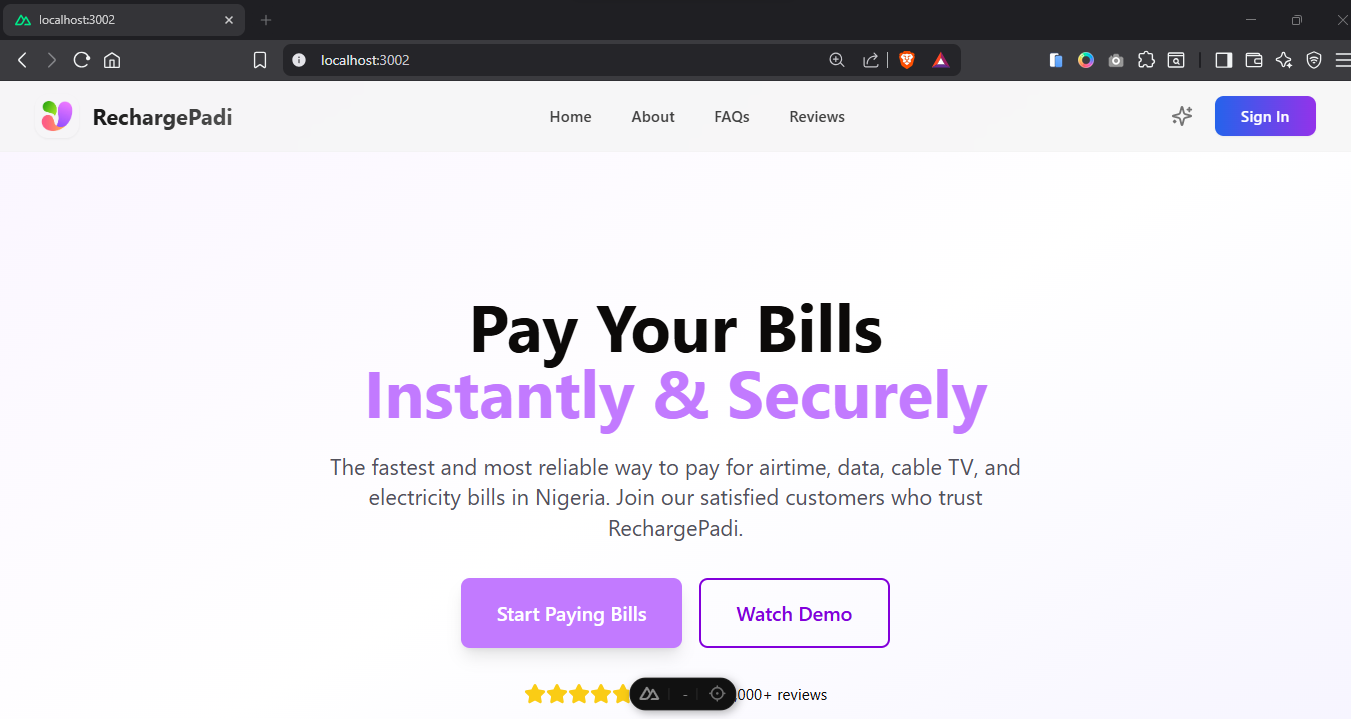 localhost:3002
localhost:3002
RechargePadi
Home About FAQs Reviews
Sign In
Pay Your Bills
Instantly & Securely
The fastest and most reliable way to pay for airtime, data, cable TV, and
electricity bills in Nigeria. Join our satisfied customers who trust
RechargePadi.
Start Paying Bills Watch Demo
- ,000+ reviews